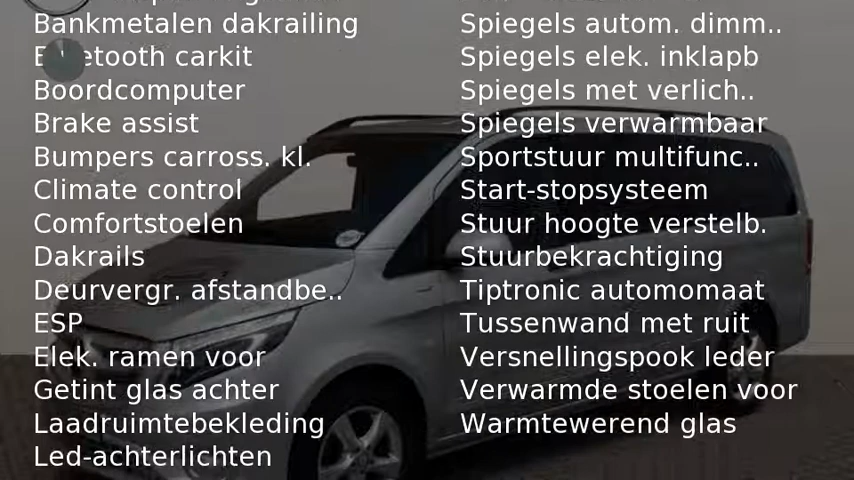 Bankmetalen dakrailing
carkit
Boordcomputer
Brake assist
Bumpers carross. kl.
Climate control
Comfortstoelen
Dakrails
Deurvergr. afstandbe..
ESP
Elek. ramen voor
Getint glas achter
Laadruimtebekleding
Led-achterlichten
Spiegels autom. dimm..
Spiegels elek. inklapb
Spiegels met verlich..
Spiegels verwarmbaar
Sportstuur multifunc..
Start-stopsysteem
Stuur hoogte verstelb.
Stuurbekrachtiging
Tiptronic automomaat
Tussenwand met ruit
Versnellingspook leder
Verwarmde stoelen voor
Warmtewerend glas